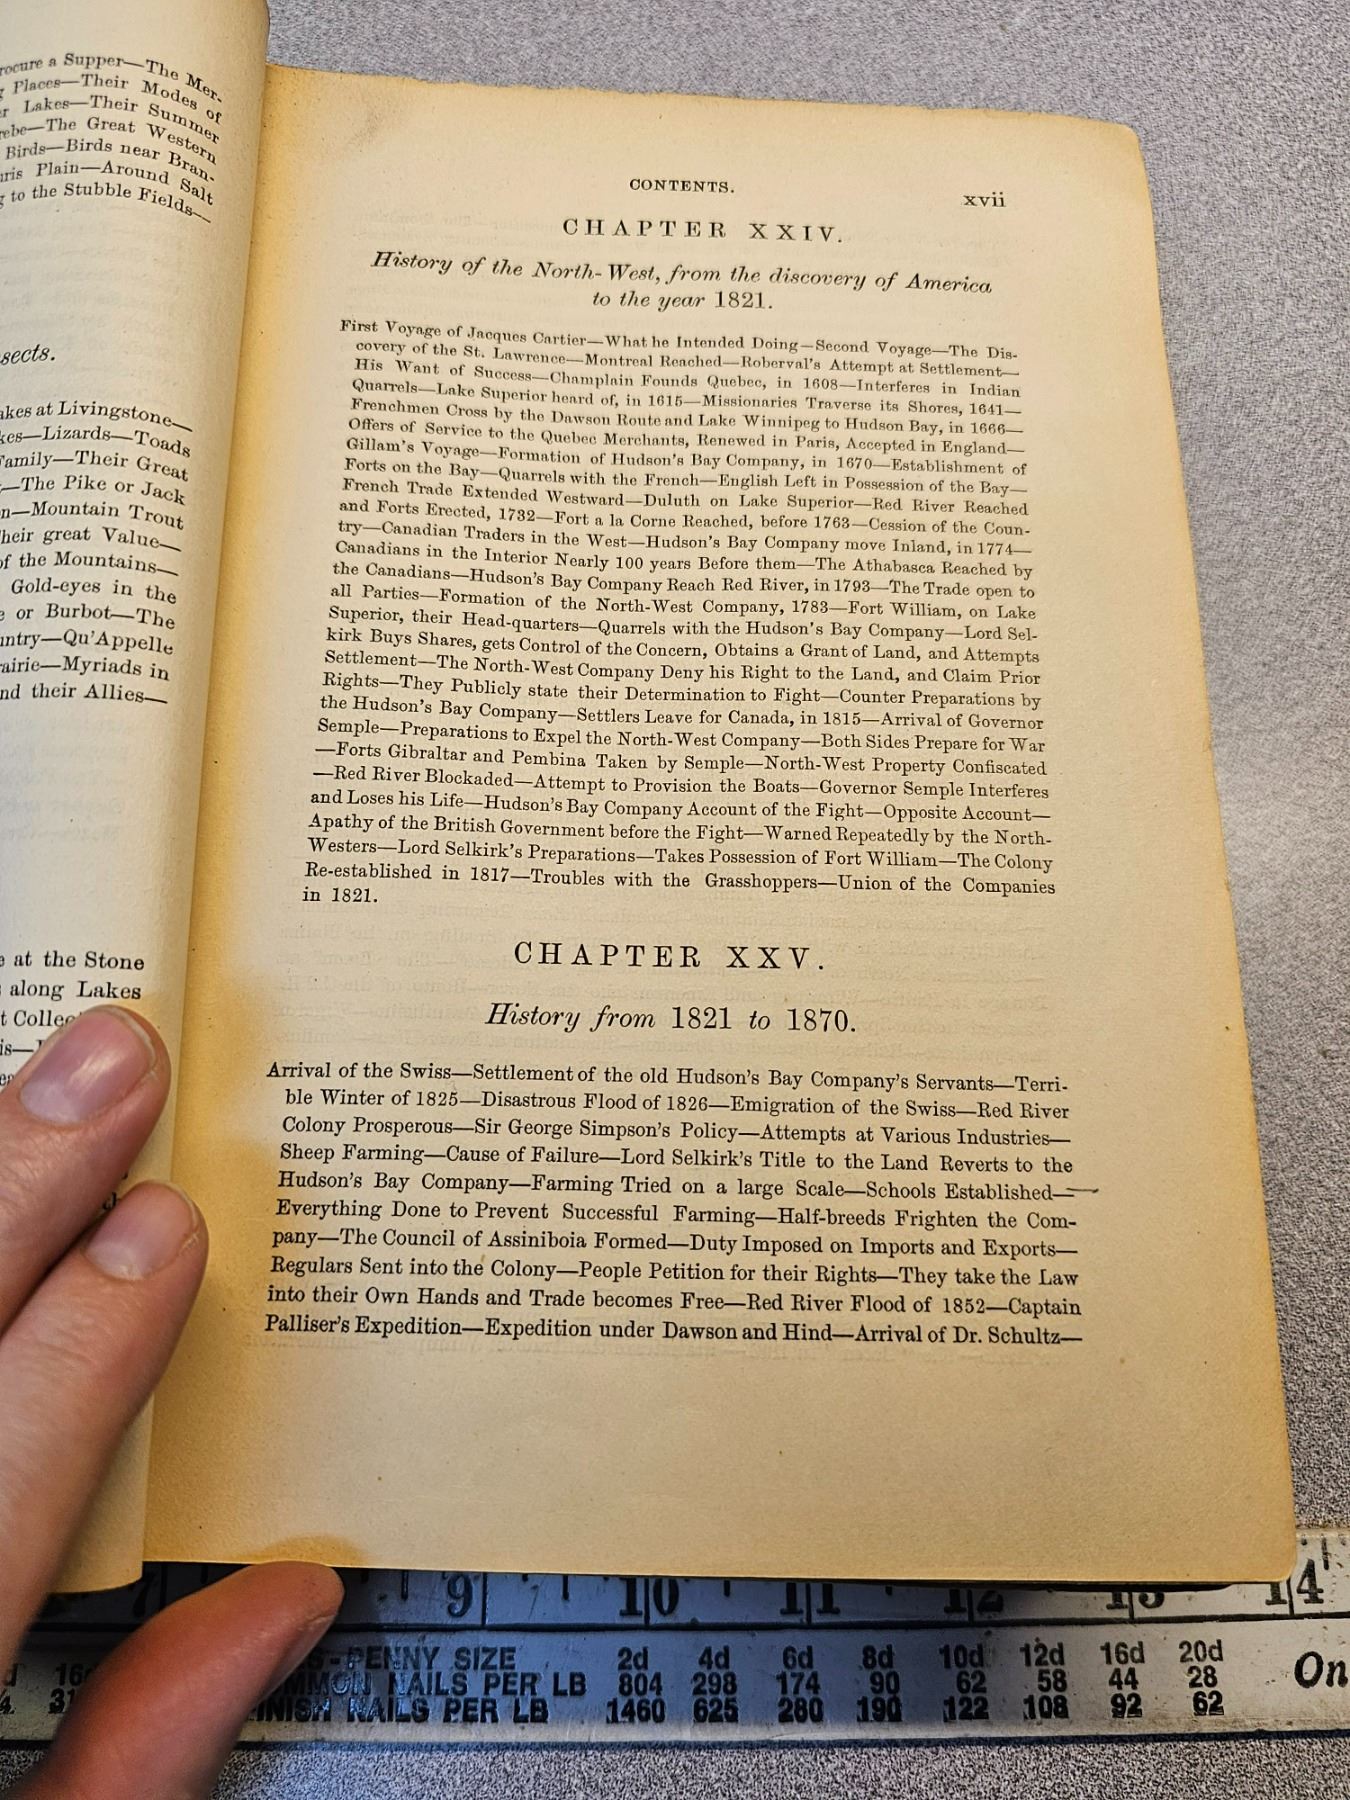 rocure a Supper—The Mer-
g Places—Their Modes of
r Lakes—Their Summer
rebe—The Great Western
Birds—Birds near Bran-
uris Plain—Around Salt
g to the Stubble Fields—
sects.
akes at Livingstone—
kes—Lizards—Toads
Family—Their Great
—The Pike or Jack
n—Mountain Trout
heir great Value—
of the Mountains—
Gold-eyes in the
e or Burbot—The
untry—Qu'Appelle
rairie—Myriads in
nd their Allies—
e at the Stone
s along Lakes
t Collec
is—
CONTENTS. xvii
CHAPTER XXIV.
History of the North-West, from the discovery of America
to the year 1821.
First Voyage of Jacques Cartier—What he Intended Doing—Second Voyage—The Dis-
covery of the St. Lawrence—Montreal Reached—Roberval's Attempt at Settlement—
His Want of Success—Champlain Founds Quebec, in 1608—Interferes in Indian
Quarrels—Lake Superior heard of, in 1615—Missionaries Traverse its Shores, 1641—
Frenchmen Cross by the Dawson Route and Lake Winnipeg to Hudson Bay, in 1666—
Offers of Service to the Quebec Merchants, Renewed in Paris, Accepted in England—
Gillam's Voyage—Formation of Hudson's Bay Company, in 1670—Establishment of
Forts on the Bay—Quarrels with the French—English Left in Possession of the Bay—
French Trade Extended Westward—Duluth on Lake Superior—Red River Reached
and Forts Erected, 1732—Fort a la Corne Reached, before 1763—Cession of the Coun-
try—Canadian Traders in the West—Hudson's Bay Company move Inland, in 1774—
Canadians in the Interior Nearly 100 years Before them—The Athabasca Reached by
the Canadians—Hudson's Bay Company Reach Red River, in 1793—The Trade open to
all Parties—Formation of the North-West Company, 1783—Fort William, on Lake
Superior, their Head-quarters—Quarrels with the Hudson's Bay Company—Lord Sel-
kirk Buys Shares, gets Control of the Concern, Obtains a Grant of Land, and Attempts
Settlement—The North-West Company Deny his Right to the Land, and Claim Prior
Rights—They Publicly state their Determination to Fight—Counter Preparations by
the Hudson's Bay Company—Settlers Leave for Canada, in 1815—Arrival of Governor
Semple—Preparations to Expel the North-West Company—Both Sides Prepare for War
—Forts Gibraltar and Pembina Taken by Semple—North-West Property Confiscated
—Red River Blockaded—Attempt to Provision the Boats—Governor Semple Interferes
and Loses his Life—Hudson's Bay Company Account of the Fight—Opposite Account—
Apathy of the British Government before the Fight—Warned Repeatedly by the North-
Westers—Lord Selkirk's Preparations—Takes Possession of Fort William—The Colony
Re-established in 1817—Troubles with the Grasshoppers—Union of the Companies
in 1821.
CHAPTER XXV.
History from 1821 to 1870.
Arrival of the Swiss—Settlement of the old Hudson's Bay Company's Servants—Terri-
ble Winter of 1825—Disastrous Flood of 1826—Emigration of the Swiss—Red River
Colony Prosperous—Sir George Simpson's Policy—Attempts at Various Industries—
Sheep Farming—Cause of Failure—Lord Selkirk's Title to the Land Reverts to the
Hudson's Bay Company—Farming Tried on a large Scale—Schools Established—
Everything Done to Prevent Successful Farming—Half-breeds Frighten the Com-
pany—The Council of Assiniboia Formed—Duty Imposed on Imports and Exports—
Regulars Sent into the Colony—People Petition for their Rights—They take the Law
into their Own Hands and Trade becomes Free—Red River Flood of 1852—Captain
Palliser's Expedition—Expedition under Dawson and Hind—Arrival of Dr. Schultz—
7 9 10 11 12 13 14
S-PENNY SIZE 2d 4d 6d 8d 10d 12d 16d 20d
MMON NAILS PER LB 804 298 174 90 62 58 44 28
INISH NAILS PER LB 1460 625 280 190 122 108 92 62
On